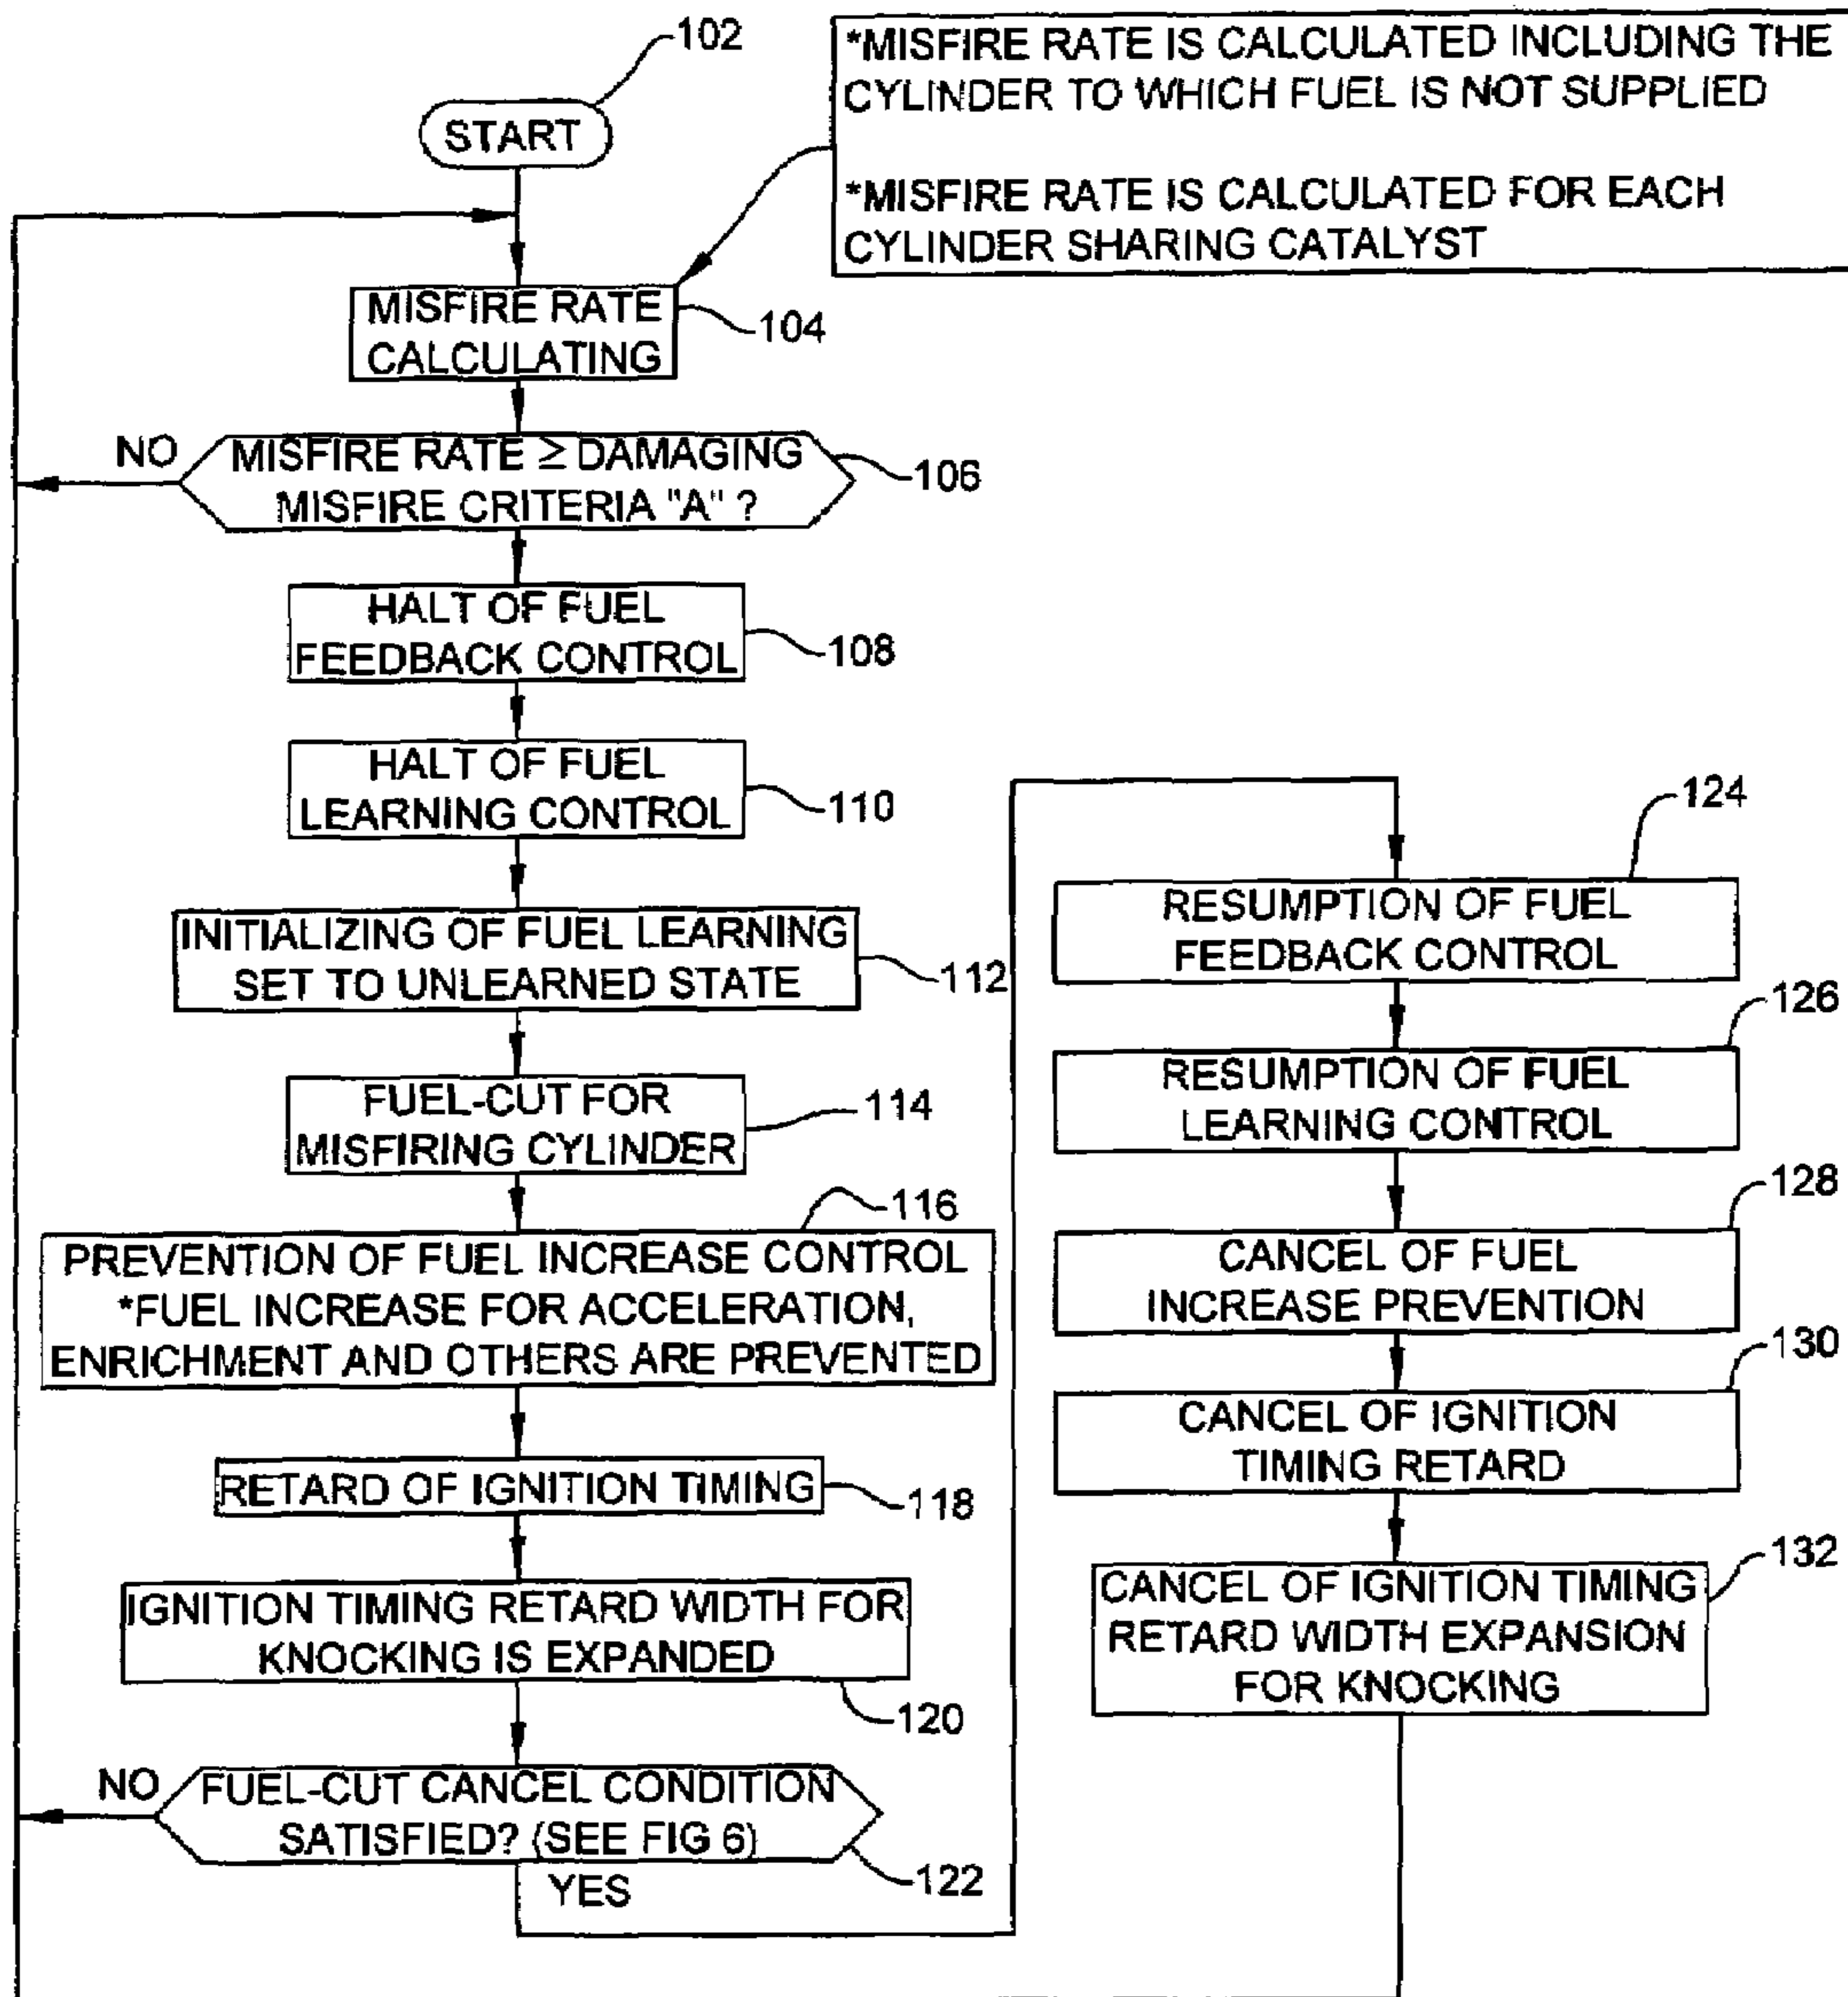 102
START
*MISFIRE RATE IS CALCULATED INCLUDING THE
CYLINDER TO WHICH FUEL IS NOT SUPPLIED
*MISFIRE RATE IS CALCULATED FOR EACH
CYLINDER SHARING CATALYST
MISFIRE RATE
CALCULATING
104
NO
MISFIRE RATE ≥ DAMAGING
MISFIRE CRITERIA "A" ?
106
HALT OF FUEL
FEEDBACK CONTROL
108
HALT OF FUEL
LEARNING CONTROL
110
INITIALIZING OF FUEL LEARNING
SET TO UNLEARNED STATE
112
FUEL-CUT FOR
MISFIRING CYLINDER
114
116
PREVENTION OF FUEL INCREASE CONTROL
*FUEL INCREASE FOR ACCELERATION,
ENRICHMENT AND OTHERS ARE PREVENTED
RETARD OF IGNITION TIMING
118
IGNITION TIMING RETARD WIDTH FOR
KNOCKING IS EXPANDED
120
NO
FUEL-CUT CANCEL CONDITION
SATISFIED? (SEE FIG 6)
122
YES
124
RESUMPTION OF FUEL
FEEDBACK CONTROL
126
RESUMPTION OF FUEL
LEARNING CONTROL
128
CANCEL OF FUEL
INCREASE PREVENTION
130
CANCEL OF IGNITION
TIMING RETARD
132
CANCEL OF IGNITION TIMING
RETARD WIDTH EXPANSION
FOR KNOCKING